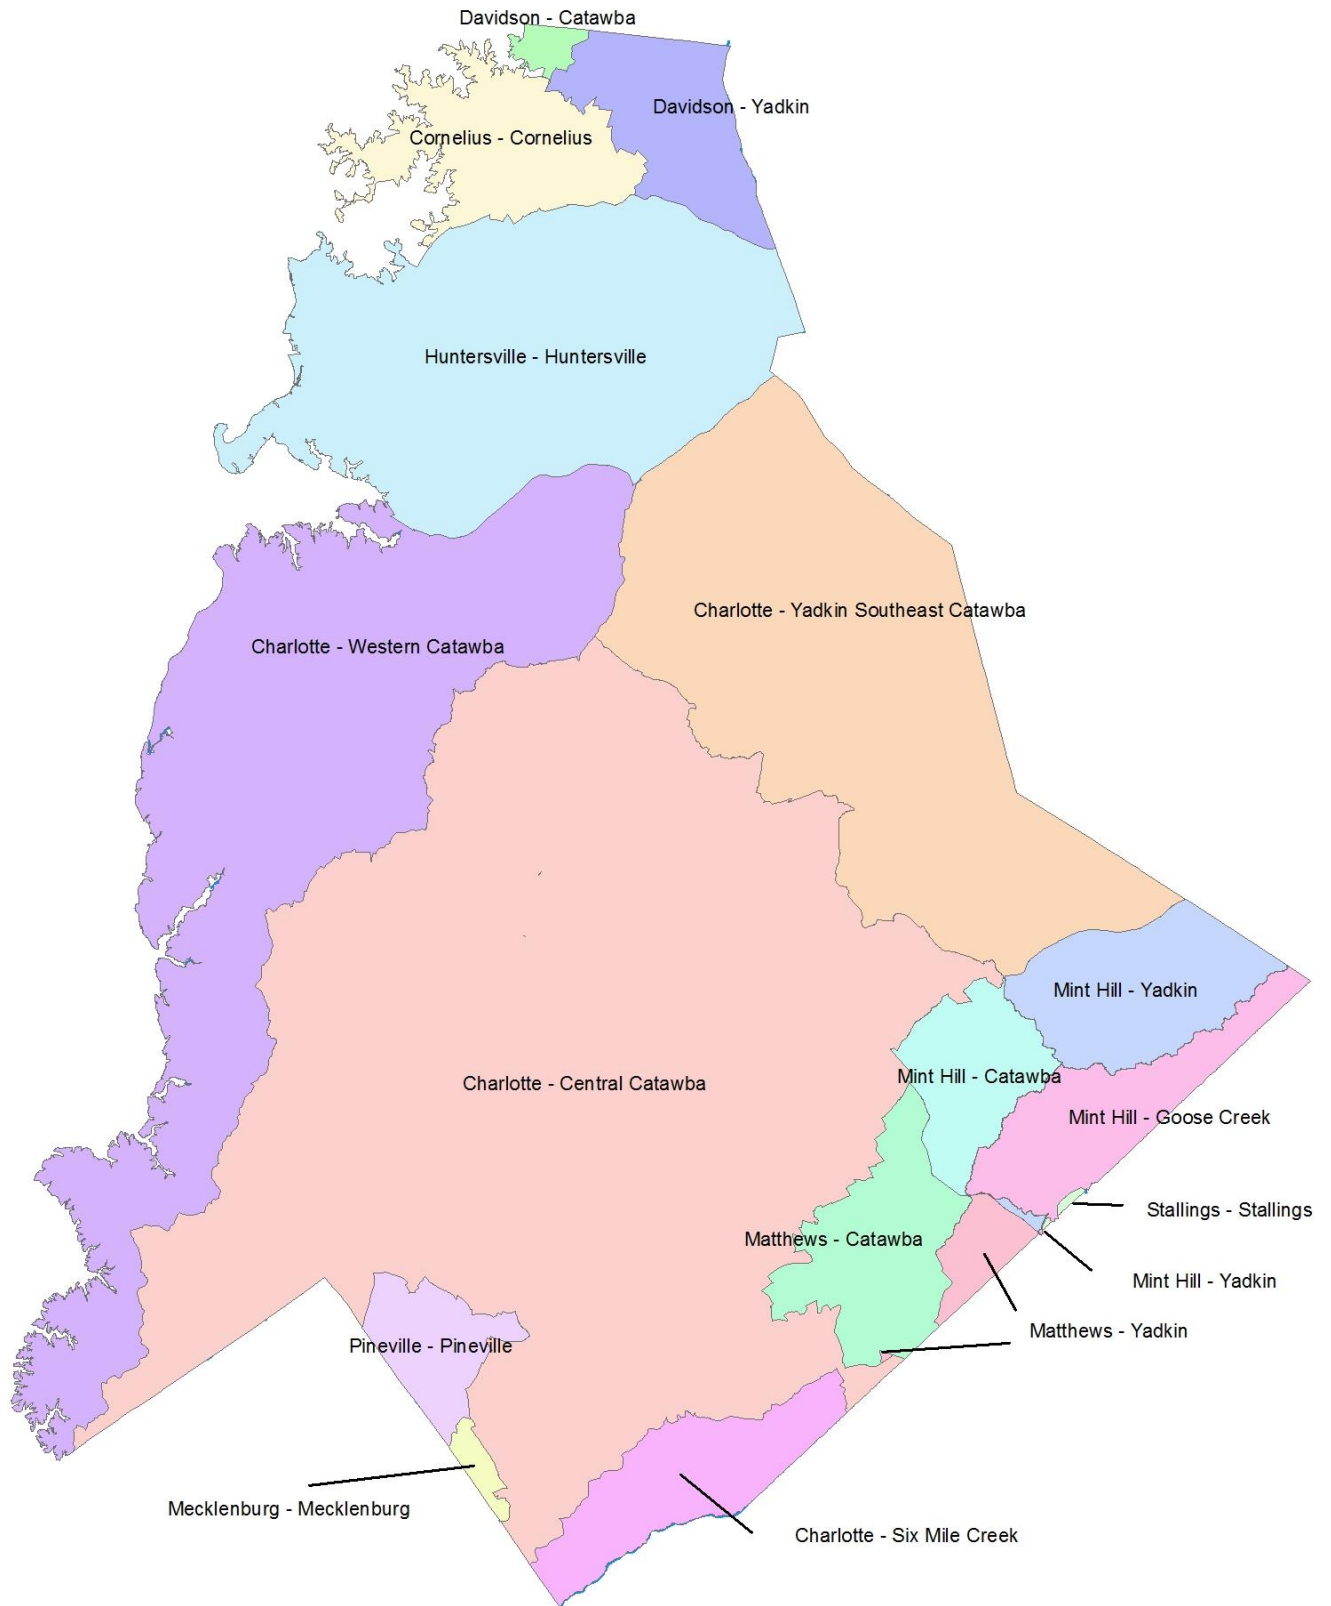 Davidson - Catawba
Davidson - Yadkin
Cornelius - Cornelius
Huntersville - Huntersville
Charlotte - Yadkin Southeast Catawba
Charlotte - Western Catawba
Mint Hill - Yadkin
Mint Hill - Catawba
Charlotte - Central Catawba
Mint Hill - Goose Creek
Stallings - Stallings
Matthews - Catawba
Mint Hill - Yadkin
Matthews - Yadkin
Pineville - Pineville
Mecklenburg - Mecklenburg
Charlotte - Six Mile Creek